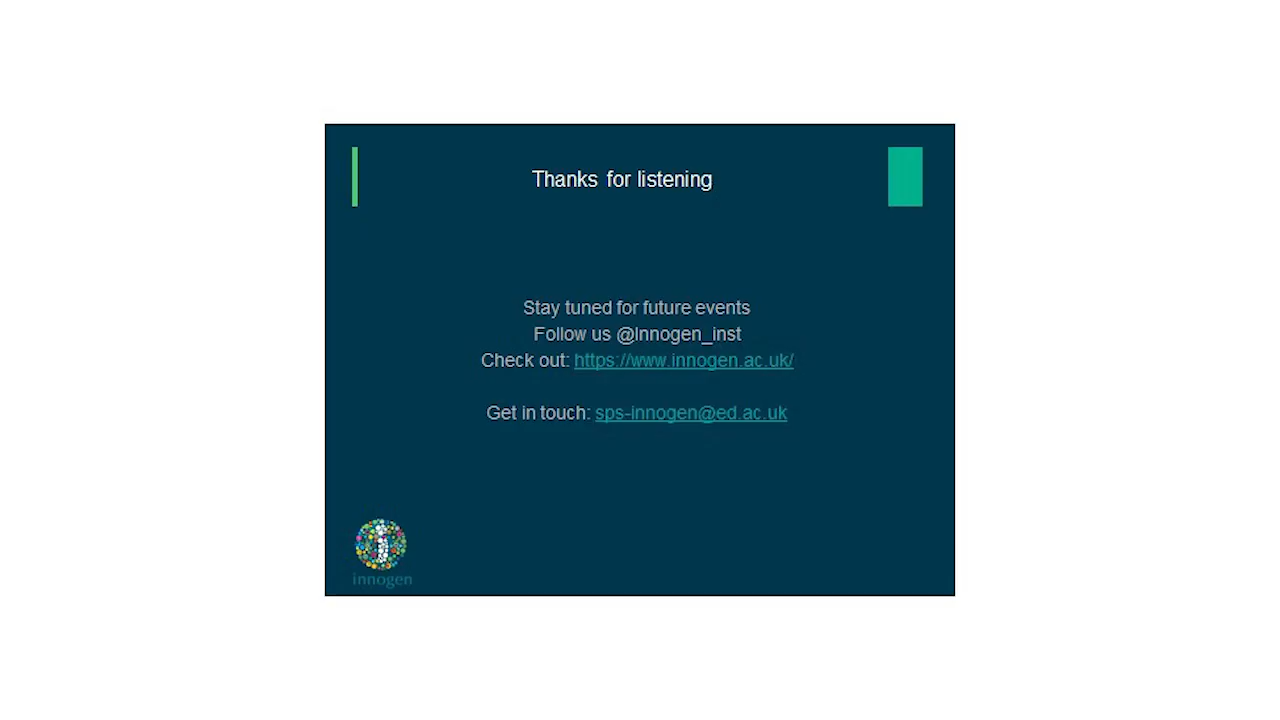 Thanks for listening
Stay tuned for future events
Follow us @Innogen_inst
Check out: https://www.innogen.ac.uk/
Get in touch: sps-innogen@ed.ac.uk
innogen